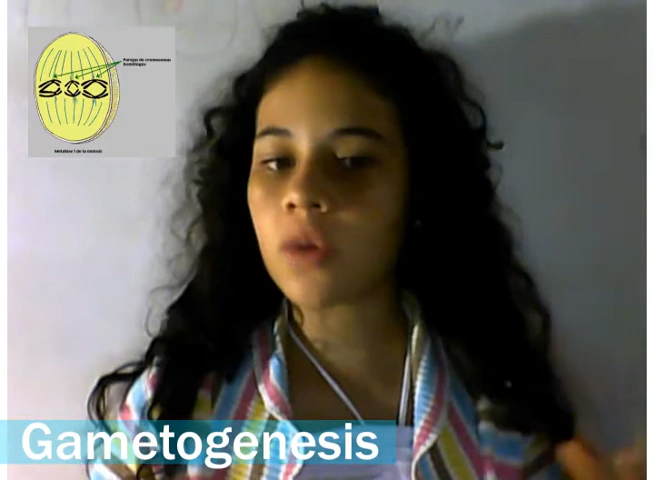 Parejas de cromosomas
homólogos
Metafase I de la meiosis
Gametogenesis